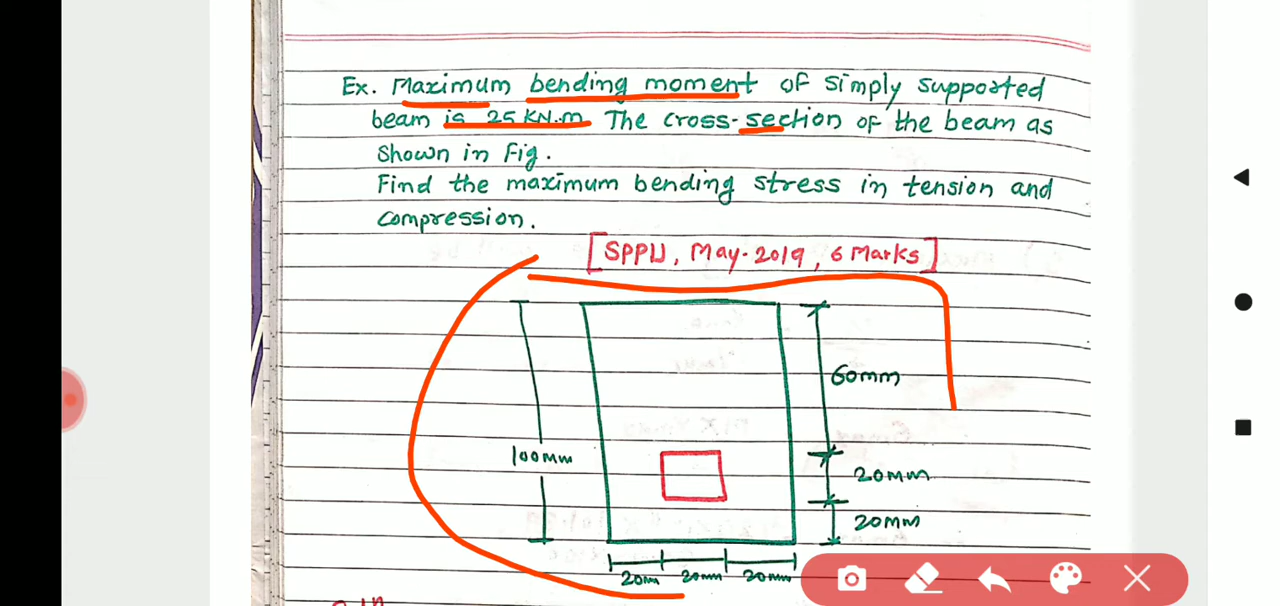 Ex. Maximum bending moment of simply supported
beam is 25 KN.m The cross-section of the beam as
shown in Fig.
Find the maximum bending stress in tension and
compression.
[SPPU, May-2019, 6 Marks]
60mm
100mm
20mm
20mm
20mm 20mm 20mm